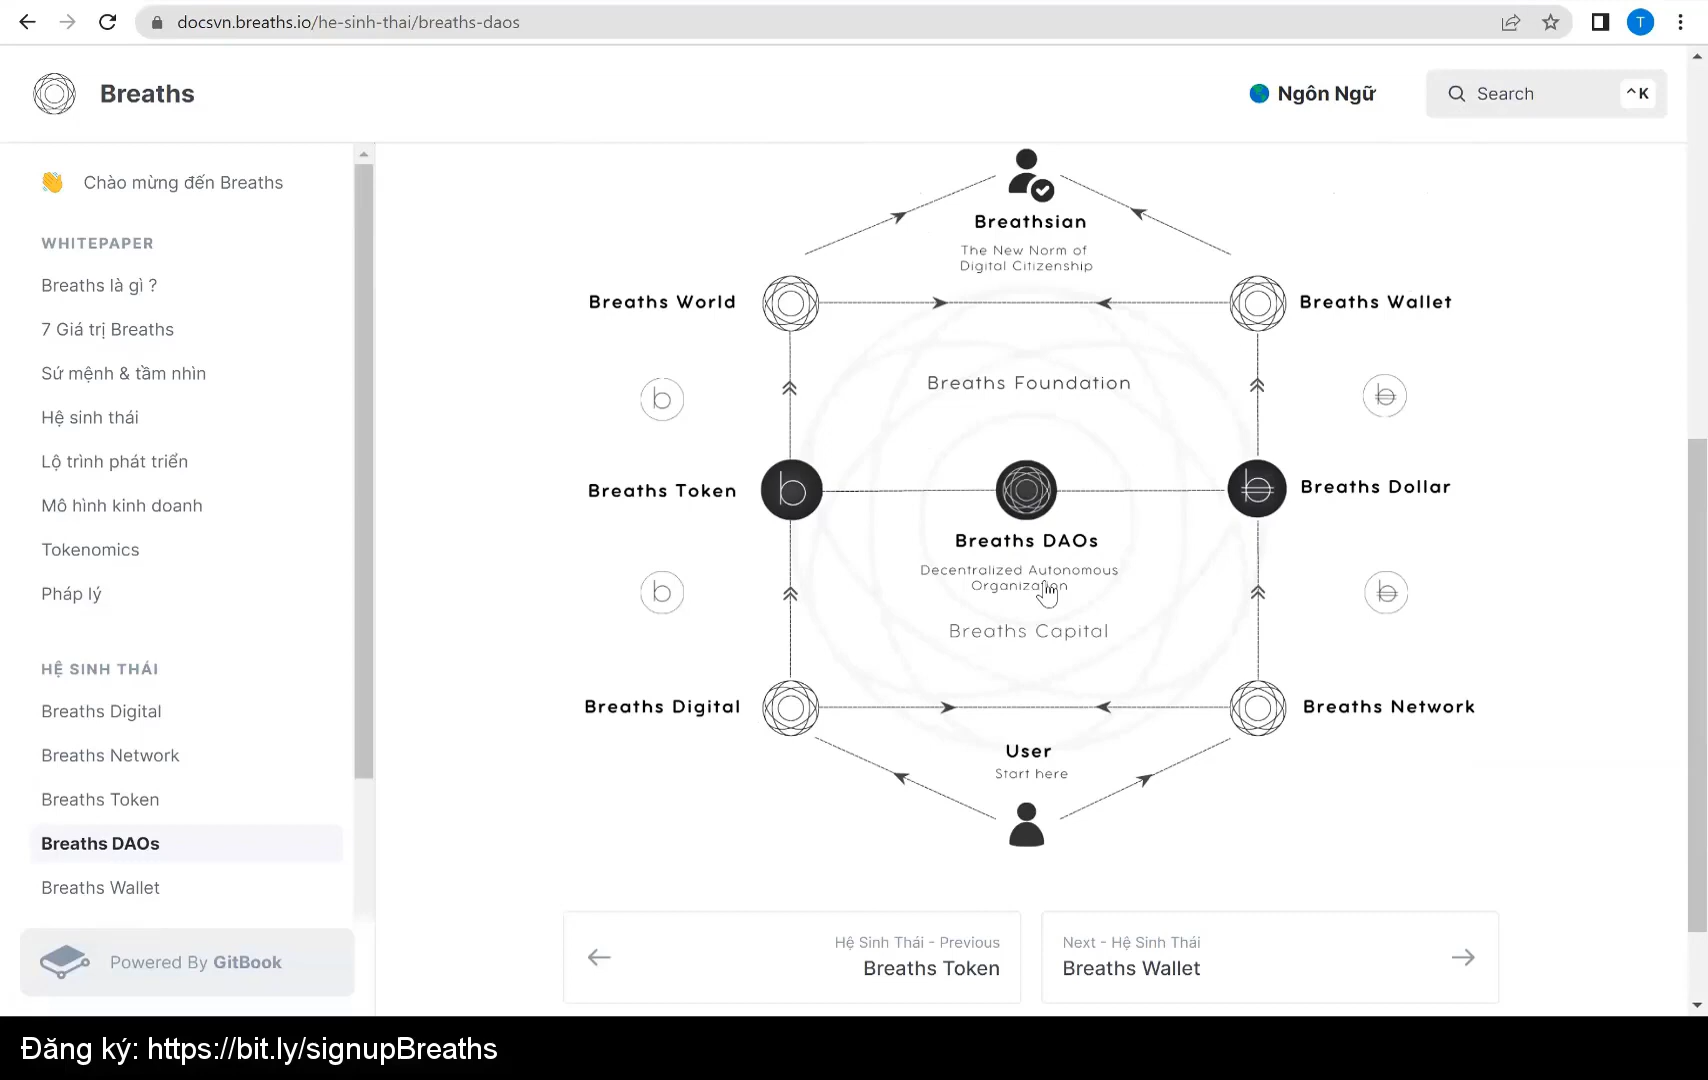 docsvn.breaths.io/he-sinh-thai/breaths-daos
T
Breaths
Ngôn Ngữ
Search
^K
👋 Chào mừng đến Breaths
WHITEPAPER
Breaths là gì ?
7 Giá trị Breaths
Sứ mệnh & tầm nhìn
Hệ sinh thái
Lộ trình phát triển
Mô hình kinh doanh
Tokenomics
Pháp lý
HỆ SINH THÁI
Breaths Digital
Breaths Network
Breaths Token
Breaths DAOs
Breaths Wallet
Powered By GitBook
Breathsian
The New Norm of
Digital Citizenship
Breaths World
Breaths Wallet
Breaths Foundation
b
b
Breaths Token
b
b
Breaths Dollar
Breaths DAOs
Decentralized Autonomous
Organization
b
b
Breaths Capital
Breaths Digital
Breaths Network
User
Start here
Hệ Sinh Thái - Previous
Breaths Token
Next - Hệ Sinh Thái
Breaths Wallet
Đăng ký: https://bit.ly/signupBreaths